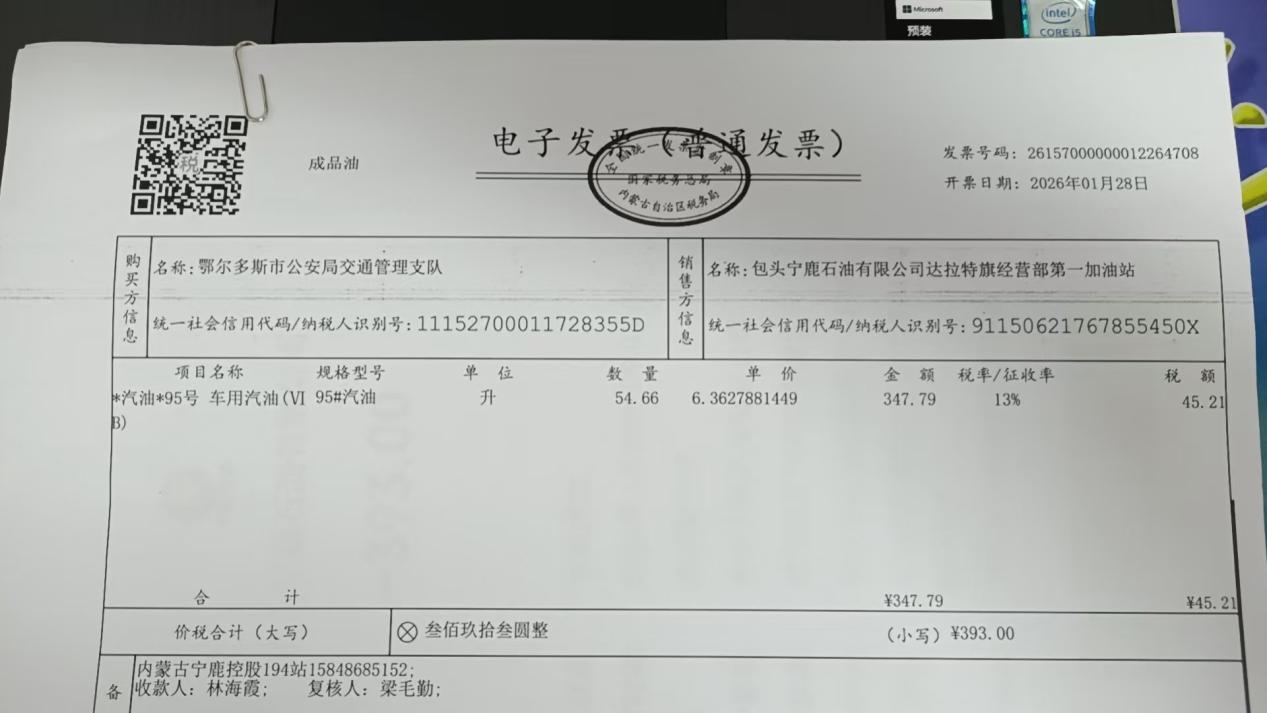 Microsoft
预装
intel
CORE i5
税
成品油
电子发票（普通发票）
全国统一发票监制章
国家税务总局
内蒙古自治区税务局
发票号码：26157000000012264708
开票日期：2026年01月28日
购买方信息
名称：鄂尔多斯市公安局交通管理支队
统一社会信用代码/纳税人识别号：11152700011728355D
销售方信息
名称：包头宁鹿石油有限公司达拉特旗经营部第一加油站
统一社会信用代码/纳税人识别号：91150621767855450X
项目名称 规格型号 单 位 数 量 单 价 金 额 税率/征收率 税 额
*汽油*95号 车用汽油(VI 95#汽油 升 54.66 6.3627881449 347.79 13% 45.21
B)
合 计 ¥347.79 ¥45.21
价税合计（大写） ⊗ 叁佰玖拾叁圆整 （小写）¥393.00
备
内蒙古宁鹿控股194站15848685152;
收款人：林海霞; 复核人：梁毛勤;